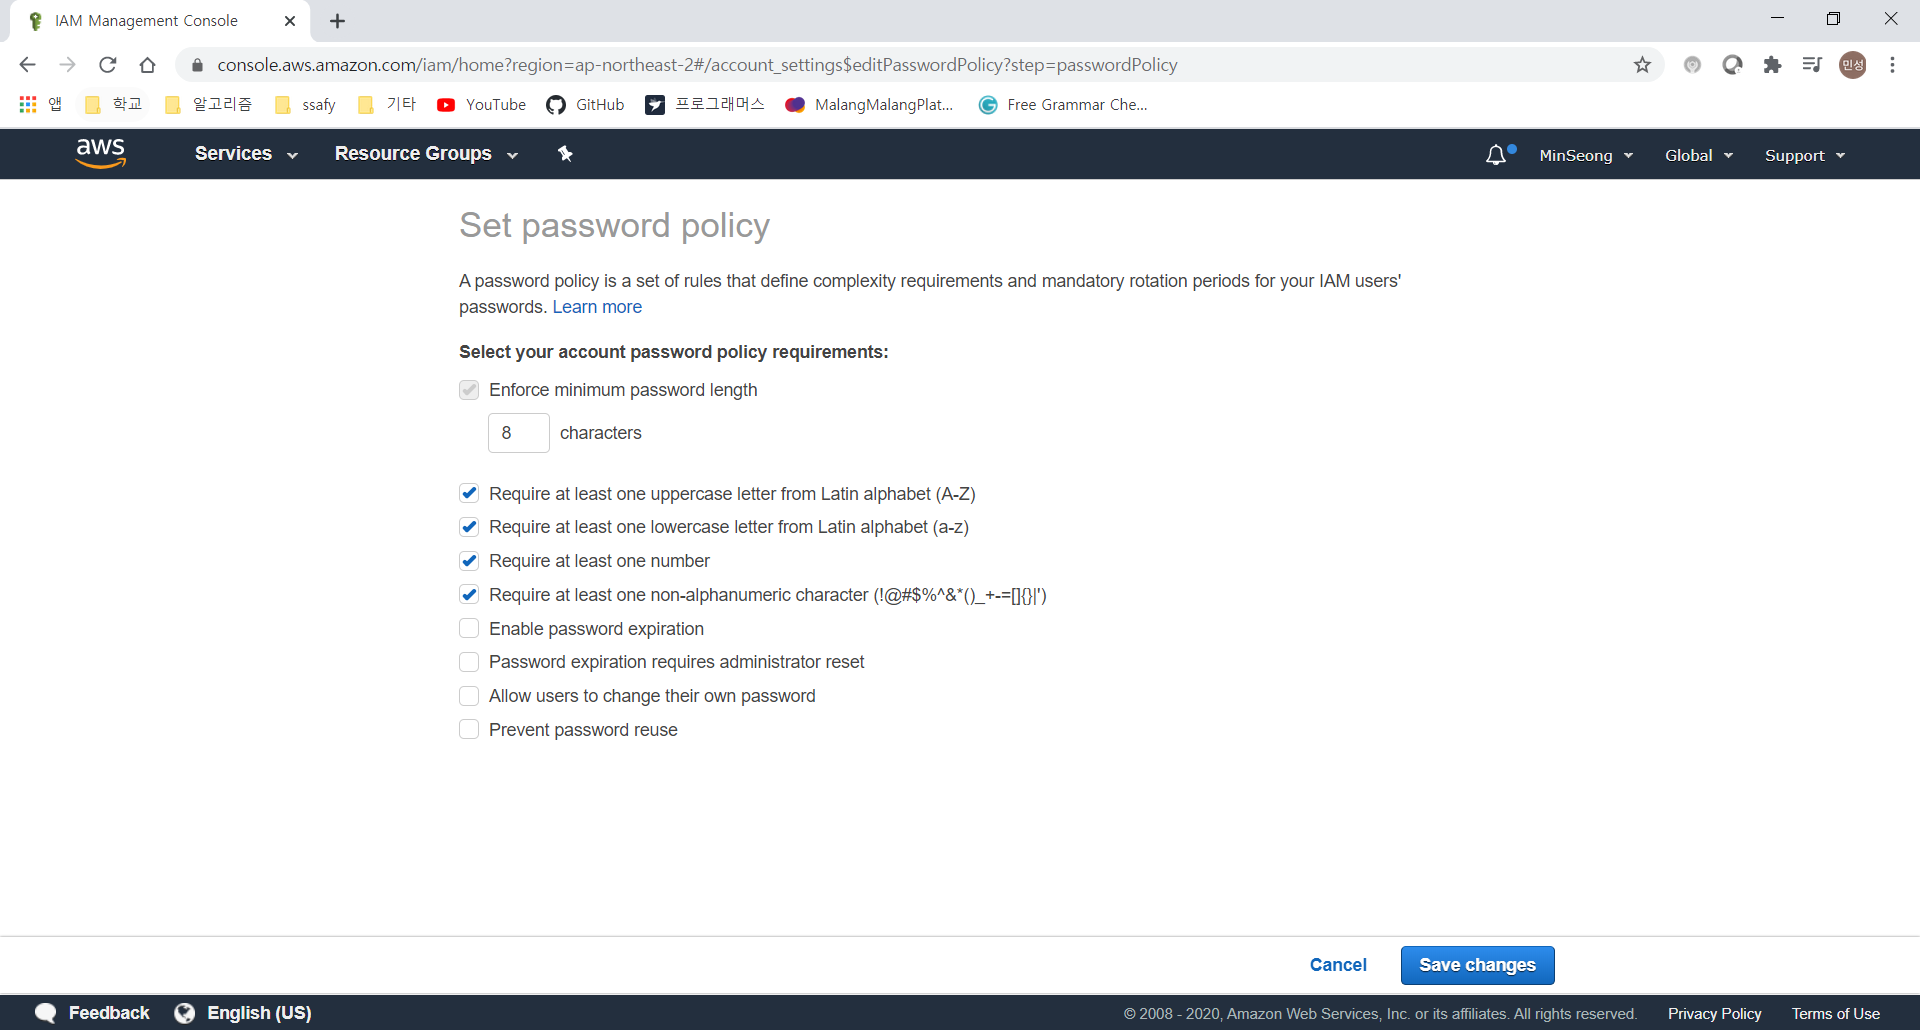 IAM Management Console
console.aws.amazon.com/iam/home?region=ap-northeast-2#/account_settings$editPasswordPolicy?step=passwordPolicy
민성
앱 학교 알고리즘 ssafy 기타 YouTube GitHub 프로그래머스 MalangMalangPlat... Free Grammar Che...
aws Services Resource Groups MinSeong Global Support
Set password policy
A password policy is a set of rules that define complexity requirements and mandatory rotation periods for your IAM users'
passwords. Learn more
Select your account password policy requirements:
Enforce minimum password length
8 characters
Require at least one uppercase letter from Latin alphabet (A-Z)
Require at least one lowercase letter from Latin alphabet (a-z)
Require at least one number
Require at least one non-alphanumeric character (!@#$%^&*()_+-=[]{}|')
Enable password expiration
Password expiration requires administrator reset
Allow users to change their own password
Prevent password reuse
Cancel Save changes
Feedback English (US) © 2008 - 2020, Amazon Web Services, Inc. or its affiliates. All rights reserved. Privacy Policy Terms of Use